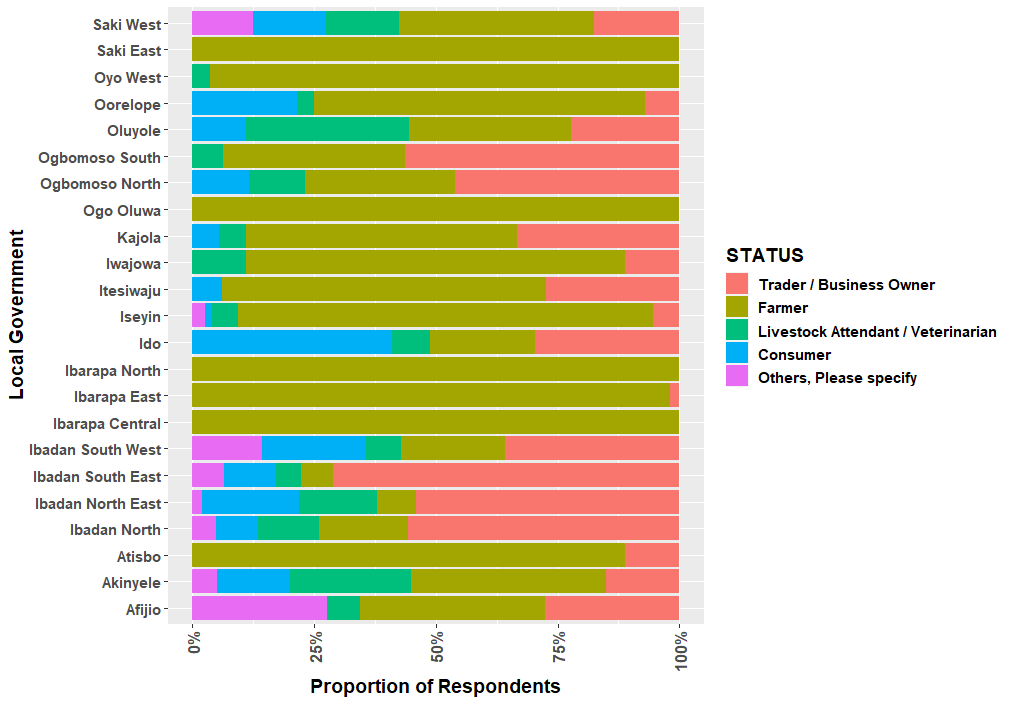 Local Government
Saki West
Saki East
Oyo West
Oorelope
Oluyole
Ogbomoso South
Ogbomoso North
Ogo Oluwa
Kajola
Iwajowa
Itesiwaju
Iseyin
Ido
Ibarapa North
Ibarapa East
Ibarapa Central
Ibadan South West
Ibadan South East
Ibadan North East
Ibadan North
Atisbo
Akinyele
Afijio
0%
25%
50%
75%
100%
Proportion of Respondents
STATUS
Trader / Business Owner
Farmer
Livestock Attendant / Veterinarian
Consumer
Others, Please specify